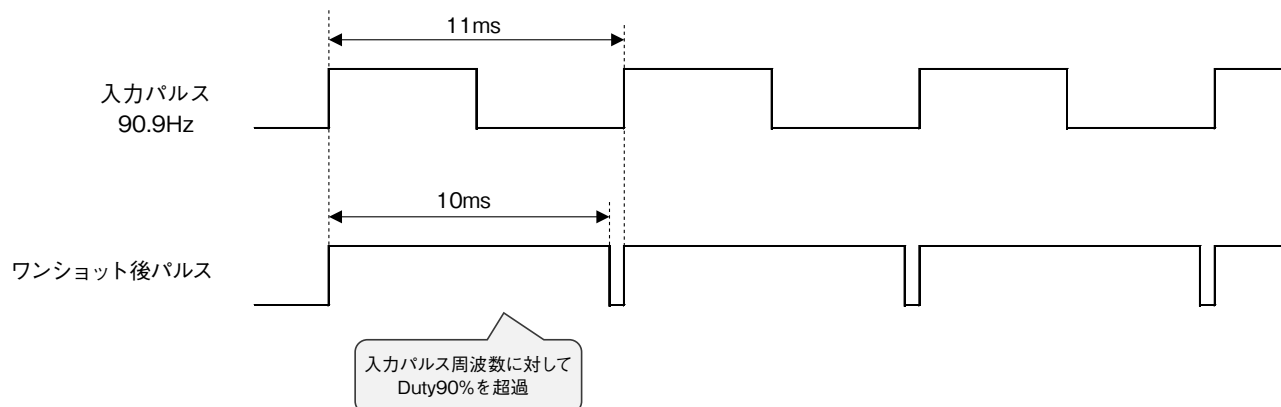 11ms
入力パルス
90.9Hz
10ms
ワンショット後パルス
入力パルス周波数に対して
Duty90%を超過